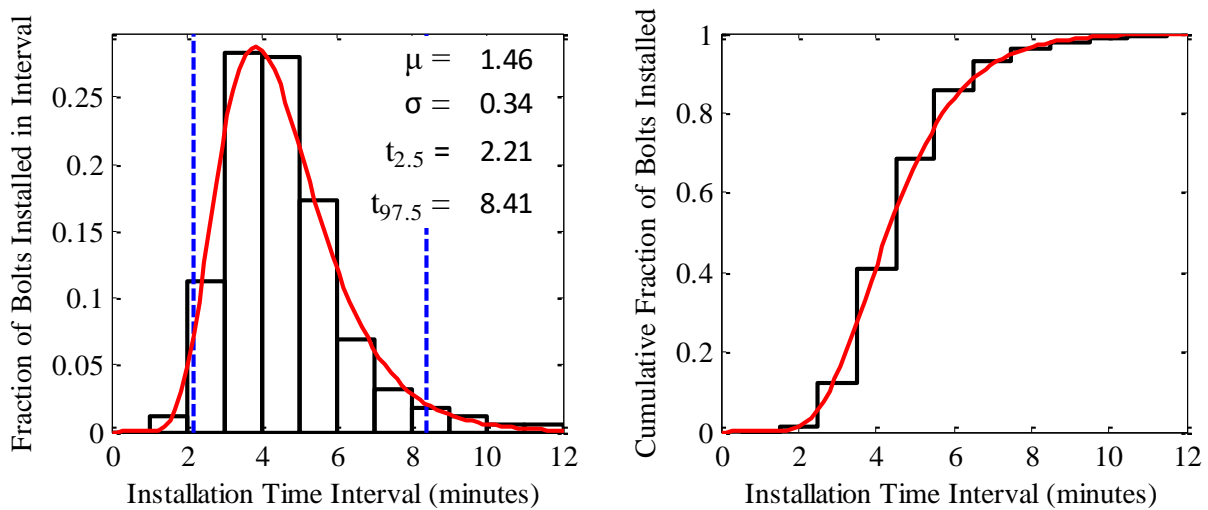 Fraction of Bolts Installed in Interval
0.25
0.2
0.15
0.1
0.05
0
μ = 1.46
σ = 0.34
t2.5 = 2.21
t97.5 = 8.41
0 2 4 6 8 10 12
Installation Time Interval (minutes)
Cumulative Fraction of Bolts Installed
1
0.8
0.6
0.4
0.2
0
0 2 4 6 8 10 12
Installation Time Interval (minutes)